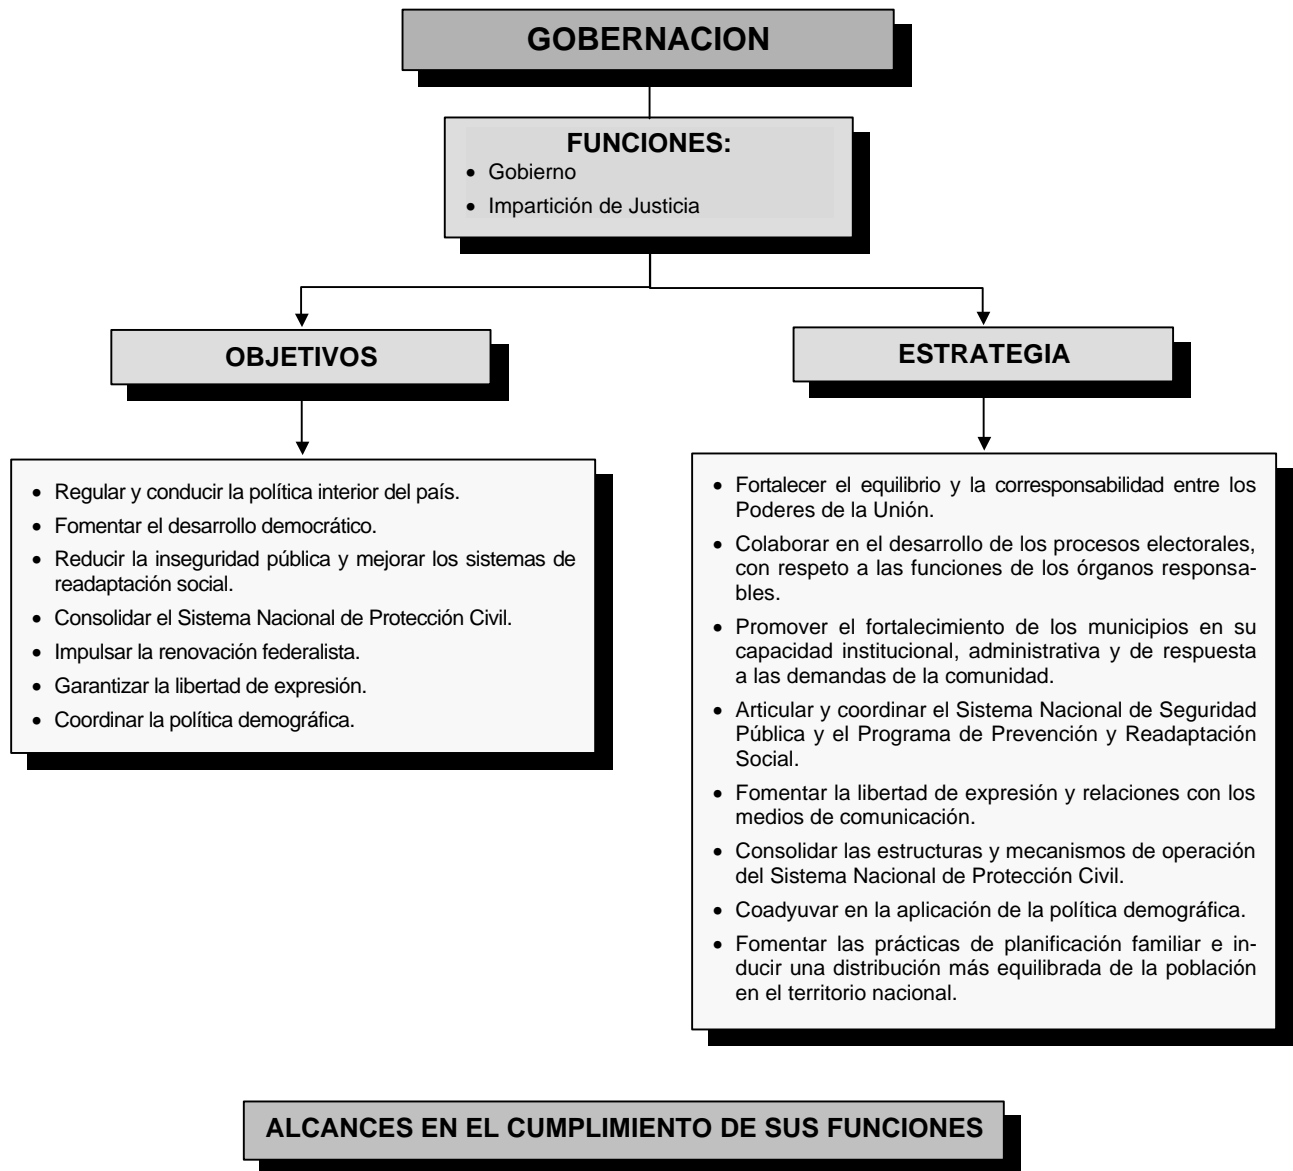 GOBERNACION
FUNCIONES:
• Gobierno
• Impartición de Justicia
OBJETIVOS
• Regular y conducir la política interior del país.
• Fomentar el desarrollo democrático.
• Reducir la inseguridad pública y mejorar los sistemas de
readaptación social.
• Consolidar el Sistema Nacional de Protección Civil.
• Impulsar la renovación federalista.
• Garantizar la libertad de expresión.
• Coordinar la política demográfica.
ESTRATEGIA
• Fortalecer el equilibrio y la corresponsabilidad entre los
Poderes de la Unión.
• Colaborar en el desarrollo de los procesos electorales,
con respeto a las funciones de los órganos responsa-
bles.
• Promover el fortalecimiento de los municipios en su
capacidad institucional, administrativa y de respuesta
a las demandas de la comunidad.
• Articular y coordinar el Sistema Nacional de Seguridad
Pública y el Programa de Prevención y Readaptación
Social.
• Fomentar la libertad de expresión y relaciones con los
medios de comunicación.
• Consolidar las estructuras y mecanismos de operación
del Sistema Nacional de Protección Civil.
• Coadyuvar en la aplicación de la política demográfica.
• Fomentar las prácticas de planificación familiar e in-
ducir una distribución más equilibrada de la población
en el territorio nacional.
ALCANCES EN EL CUMPLIMIENTO DE SUS FUNCIONES